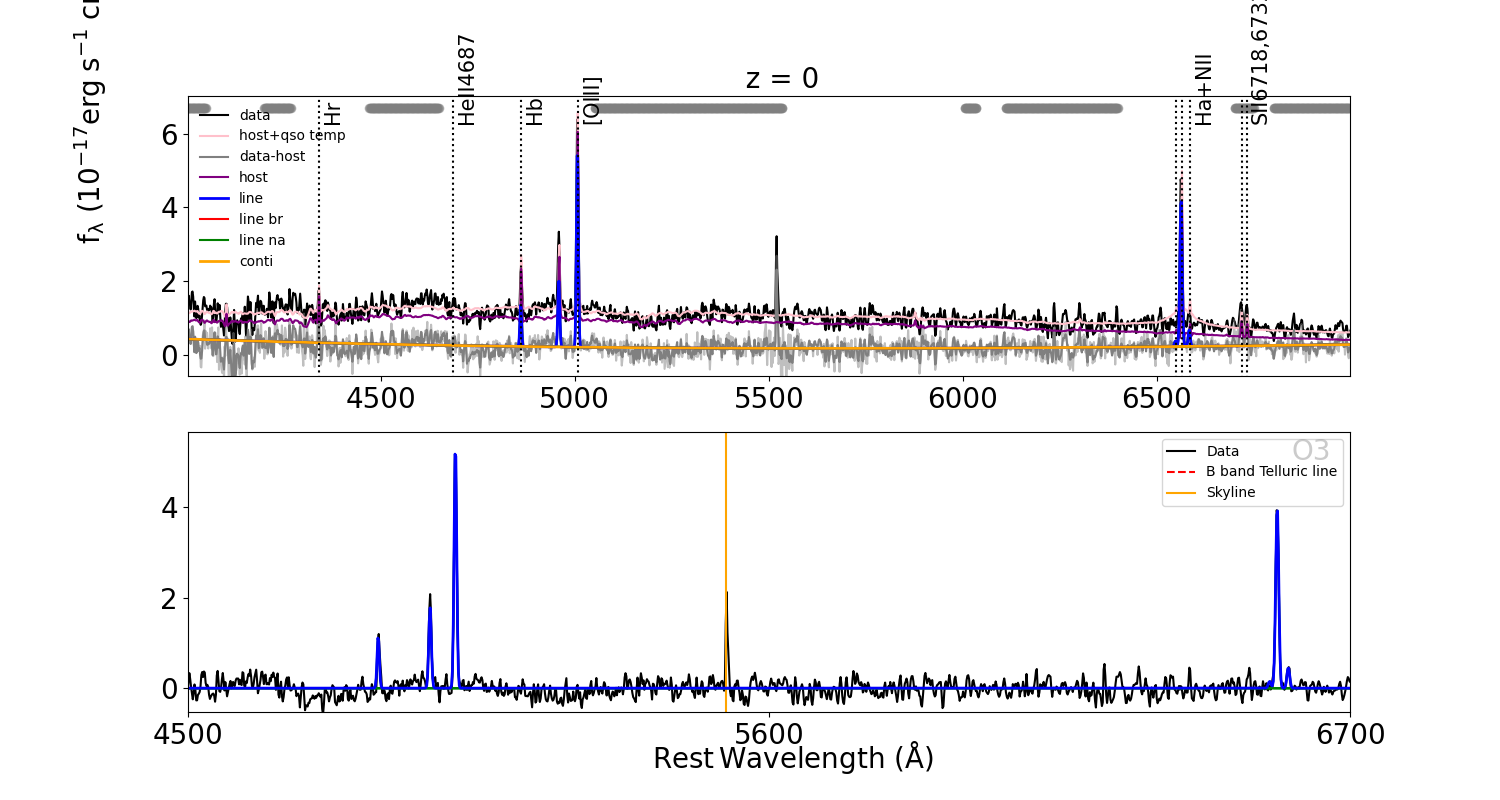 z = 0
f_λ (10^−17 erg s^−1
Hr
HeII4687
Hb
[OIII]
Ha+NII
SII6718,673
data
host+qso temp
data-host
host
line
line br
line na
conti
6
4
2
0
4500 5000 5500 6000 6500
O3
Data
B band Telluric line
Skyline
4
2
0
4500 5600 6700
Rest Wavelength (Å)